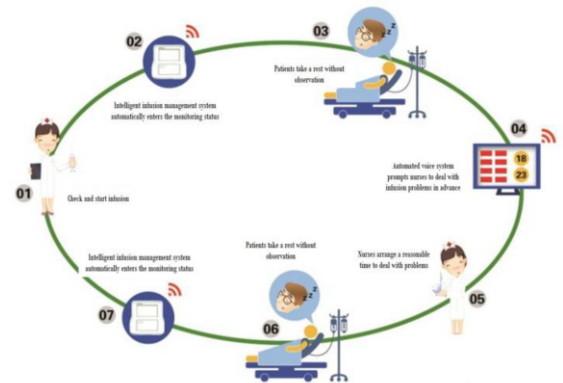 01
Check and start infusion
02
Intelligent infusion management system
automatically enters the monitoring status
03
Patients take a rest without
observation
z z z
04
18
23
Automated voice system
prompts nurses to deal with
infusion problems in advance
Nurses arrange a reasonable
time to deal with problems
05
Patients take a rest without
observation
z z z
06
Intelligent infusion management system
automatically enters the monitoring status
07